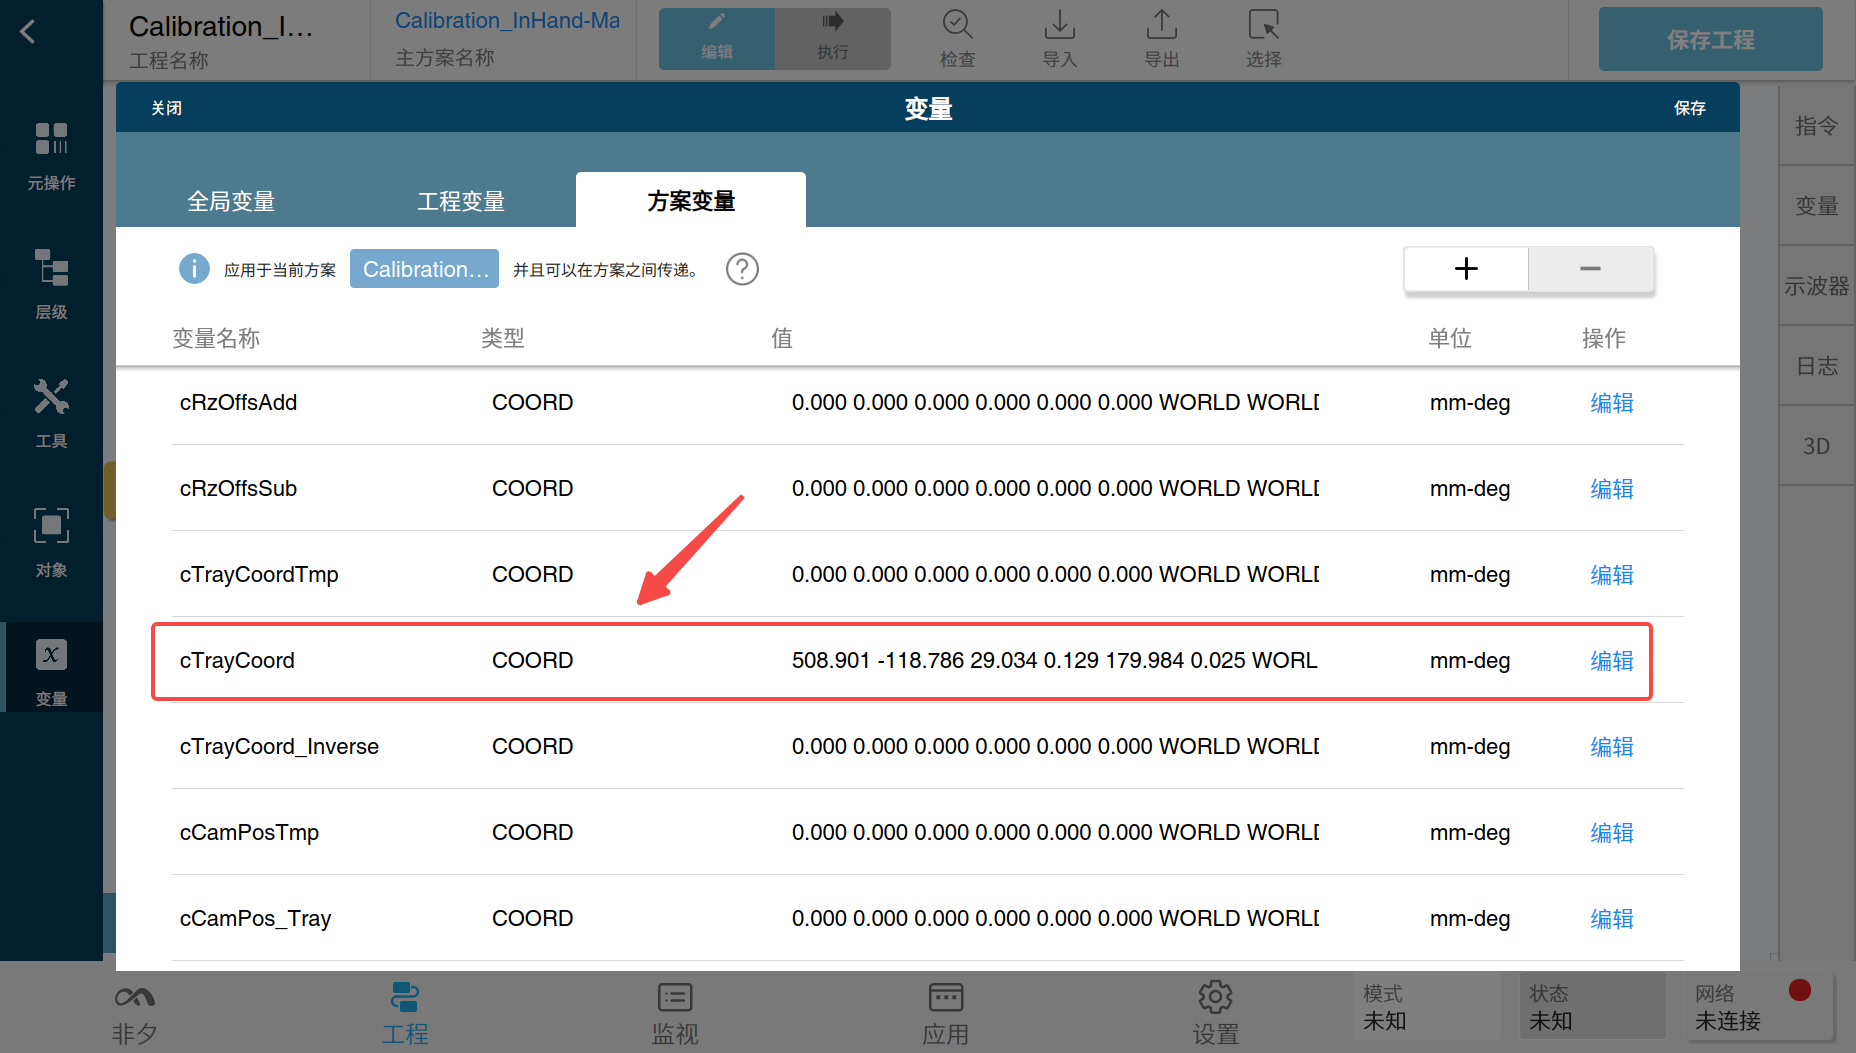 Calibration_I...
工程名称
Calibration_InHand-Ma
主方案名称
编辑
执行
检查
导入
导出
选择
保存工程
关闭
变量
保存
元操作
层级
工具
对象
变量
全局变量
工程变量
方案变量
应用于当前方案
Calibration...
并且可以在方案之间传递。
变量名称 类型 值 单位 操作
cRzOffsAdd COORD 0.000 0.000 0.000 0.000 0.000 0.000 WORLD WORLD mm-deg 编辑
cRzOffsSub COORD 0.000 0.000 0.000 0.000 0.000 0.000 WORLD WORLD mm-deg 编辑
cTrayCoordTmp COORD 0.000 0.000 0.000 0.000 0.000 0.000 WORLD WORLD mm-deg 编辑
cTrayCoord COORD 508.901 -118.786 29.034 0.129 179.984 0.025 WORL mm-deg 编辑
cTrayCoord_Inverse COORD 0.000 0.000 0.000 0.000 0.000 0.000 WORLD WORLD mm-deg 编辑
cCamPosTmp COORD 0.000 0.000 0.000 0.000 0.000 0.000 WORLD WORLD mm-deg 编辑
cCamPos_Tray COORD 0.000 0.000 0.000 0.000 0.000 0.000 WORLD WORLD mm-deg 编辑
指令
变量
示波器
日志
3D
非夕
工程
监视
应用
设置
模式
未知
状态
未知
网络
未连接